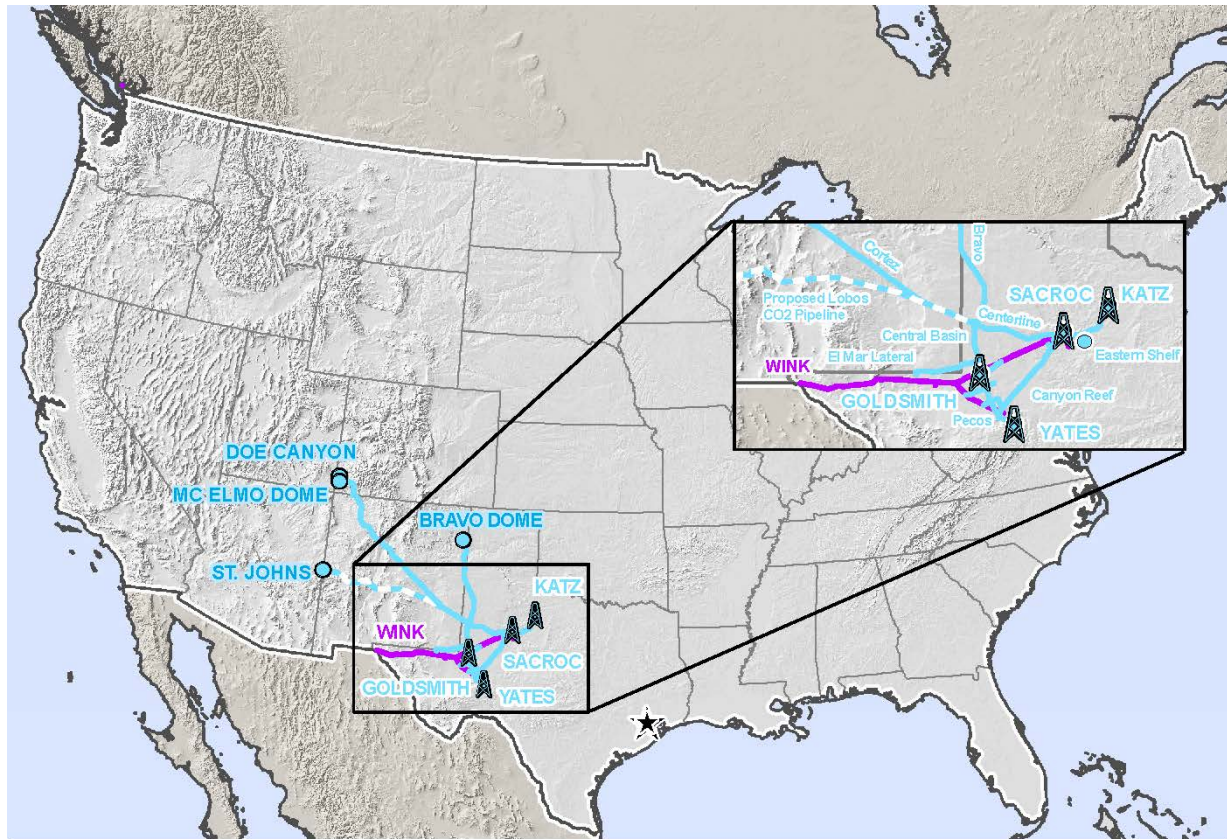 Cortez
Bravo
SACROC
KATZ
Proposed Lobos
CO2 Pipeline
Centerline
Central Basin
Eastern Shelf
El Mar Lateral
WINK
GOLDSMITH
Canyon Reef
Pecos
YATES
DOE CANYON
MC ELMO DOME
BRAVO DOME
ST. JOHNS
KATZ
WINK
SACROC
GOLDSMITH
YATES